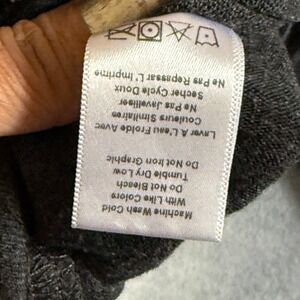 Machine Wash Cold
With Like Colors
Do Not Bleach
Tumble Dry Low
Do Not Iron Graphic
Laver A L'eau Froide Avec
Couleurs Similaires
Ne Pas Javelliser
Secher Cycle Doux
Ne Pas Repassar L'Imprime